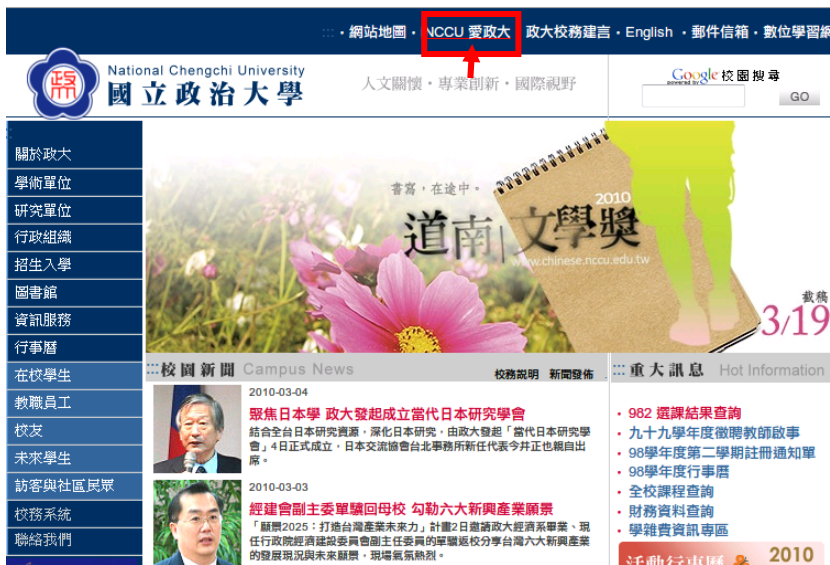 :::・網站地圖・NCCU 愛政大 政大校務建言・English・郵件信箱・數位學習網
National Chengchi University
國立政治大學
人文關懷・專業創新・國際視野
Google 校園搜尋
powered by
GO
關於政大
學術單位
研究單位
行政組織
招生入學
圖書館
資訊服務
行事曆
在校學生
教職員工
校友
未來學生
訪客與社區民眾
校務系統
聯絡我們
書寫，在途中。
2010
道南|文學獎
www.chinese.nccu.edu.tw
截稿
3/19
:::校園新聞 Campus News
校務說明 新聞發佈
2010-03-04
聚焦日本學 政大發起成立當代日本研究學會
結合全台日本研究資源，深化日本研究，由政大發起「當代日本研究學
會」4日正式成立，日本交流協會台北事務所新任代表今井正也親自出
席。
2010-03-03
經建會副主委單驥回母校 勾勒六大新興產業願景
「願景2025：打造台灣產業未來力」計畫2日邀請政大經濟系畢業、現
任行政院經濟建設委員會副主任委員的單驥返校分享台灣六大新興產業
的發展現況與未來願景，現場氣氛熱烈。
:::重大訊息 Hot Information
・982 選課結果查詢
・九十九學年度徵聘教師啟事
・98學年度第二學期註冊通知單
・98學年度行事曆
・全校課程查詢
・財務資料查詢
・學雜費資訊專區
活動行事曆 2010